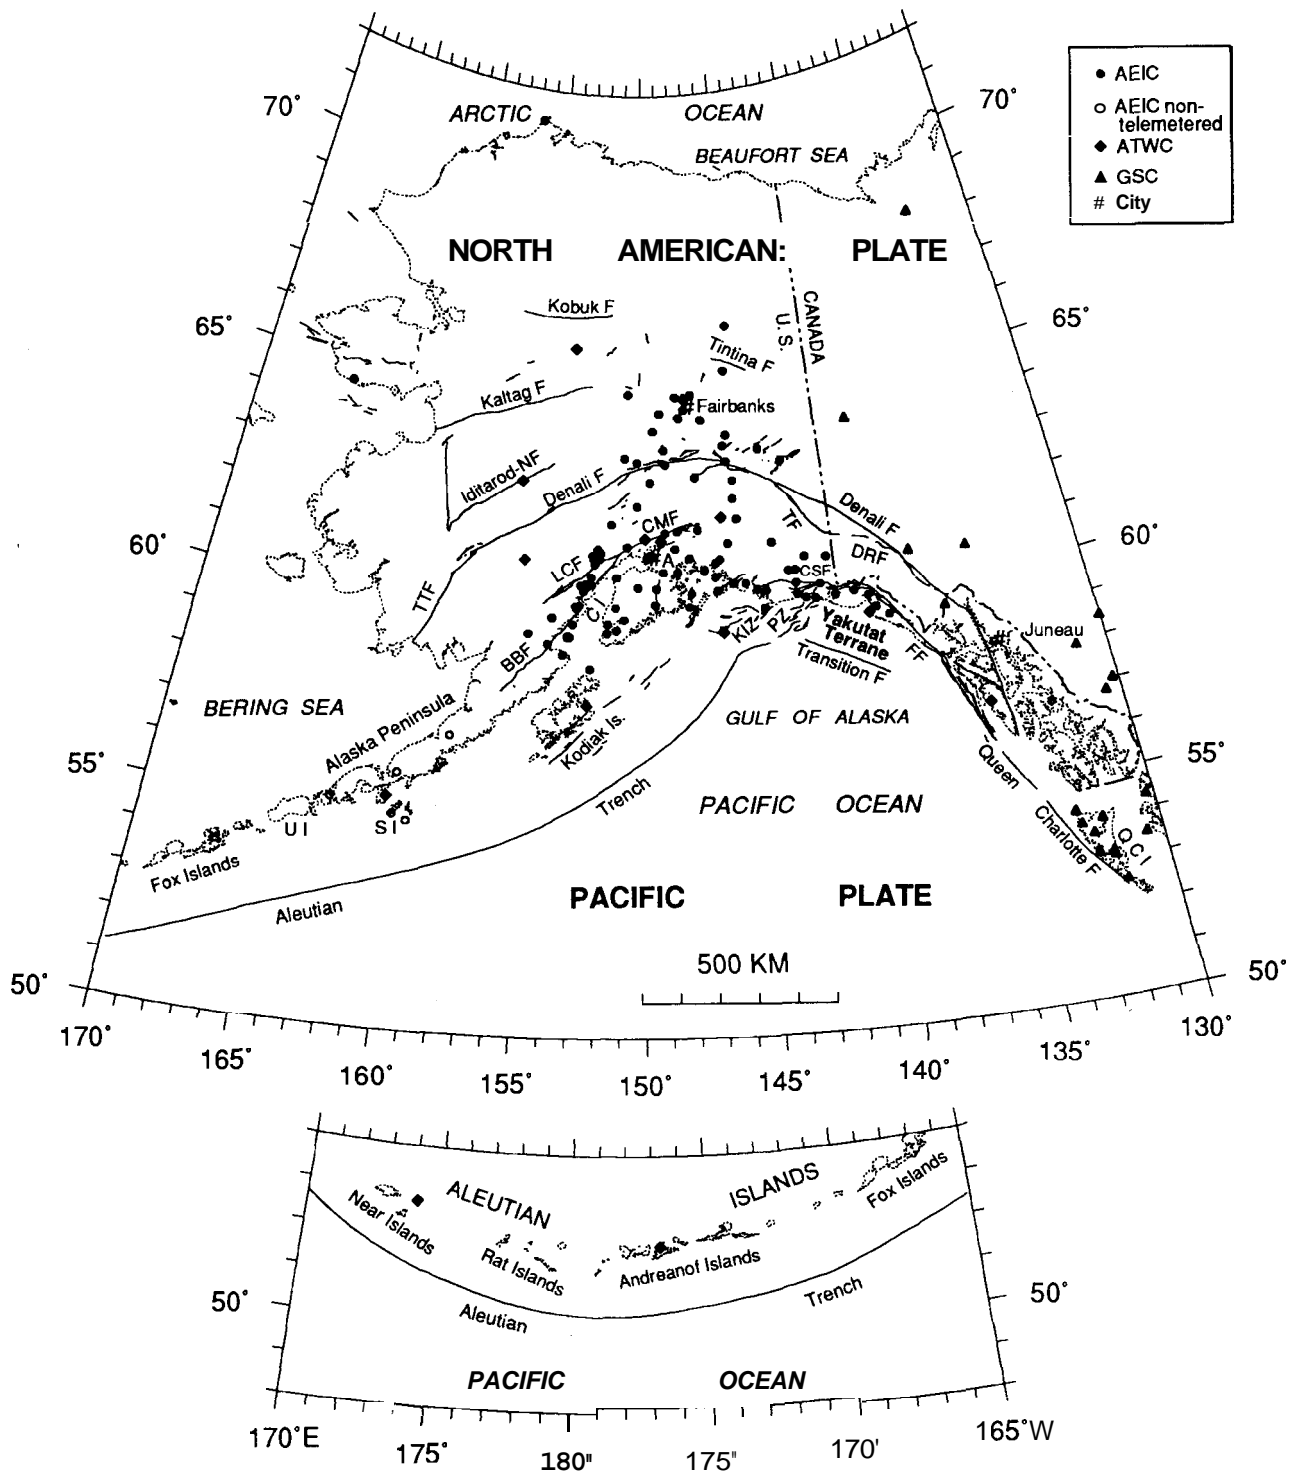 AEIC
AEIC non-
telemetered
ATWC
GSC
# City
70°
70°
ARCTIC OCEAN
BEAUFORT SEA
NORTH AMERICAN: PLATE
65°
65°
Kobuk F
U.S.
CANADA
Tintina F
Kaltag F
# Fairbanks
Iditarod-NF
Denali F
60°
60°
CMF
TF
Denali F
DRF
LCF
# A
CSF
TTF
CI
BBF
KIZ
PZ
Yakutat
Terrane
Transition F
FF
# Juneau
BERING SEA
Alaska Peninsula
Kodiak Is.
GULF OF ALASKA
55°
55°
Queen Charlotte F
QCI
Trench
PACIFIC OCEAN
UI
SI
Fox Islands
Aleutian
PACIFIC PLATE
500 KM
50°
50°
170°
165°
160°
155°
150°
145°
140°
135°
130°
ALEUTIAN ISLANDS
Near Islands
Rat Islands
Andreanof Islands
Fox Islands
50°
50°
Aleutian
Trench
PACIFIC OCEAN
170°E
175°
180"
175"
170'
165°W